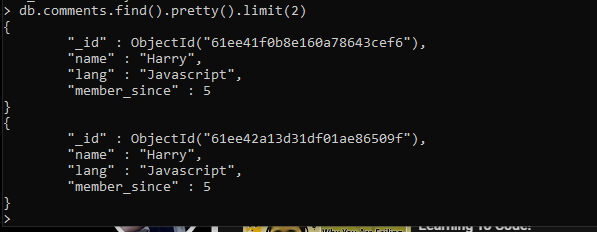 > db.comments.find().pretty().limit(2)
{
        "_id" : ObjectId("61ee41f0b8e160a78643cef6"),
        "name" : "Harry",
        "lang" : "Javascript",
        "member_since" : 5
}
{
        "_id" : ObjectId("61ee42a13d31df01ae86509f"),
        "name" : "Harry",
        "lang" : "Javascript",
        "member_since" : 5
}
>
Learning To Code!